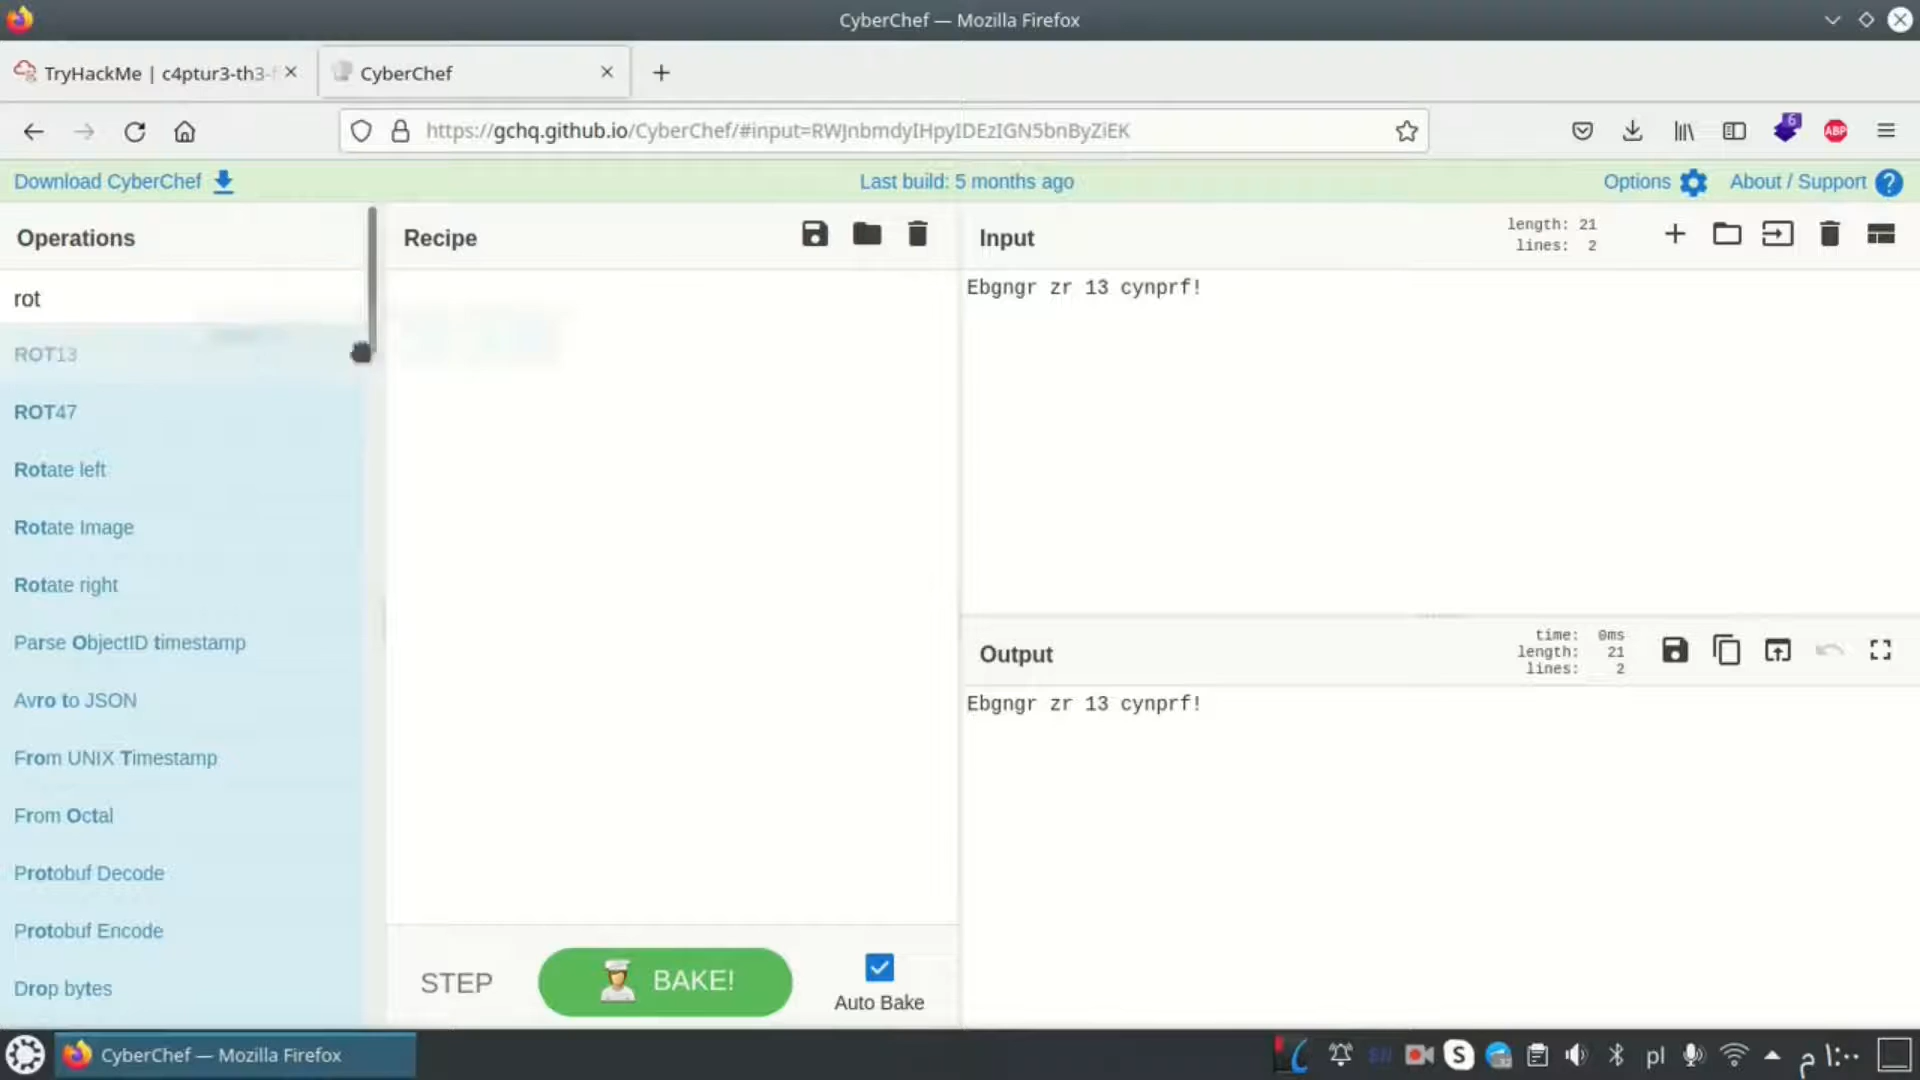 CyberChef — Mozilla Firefox
TryHackMe | c4ptur3-th3-
CyberChef
https://gchq.github.io/CyberChef/#input=RWJnbmdyIHpyIDEzIGN5bnByZiEK
6
ABP
Download CyberChef
Last build: 5 months ago
Options
About / Support
Operations
Recipe
Input
length: 21
lines: 2
rot
Ebgngr zr 13 cynprf!
ROT13
ROT47
Rotate left
Rotate Image
Rotate right
Parse ObjectID timestamp
Avro to JSON
From UNIX Timestamp
From Octal
Protobuf Decode
Protobuf Encode
Drop bytes
Output
time: 0ms
length: 21
lines: 2
Ebgngr zr 13 cynprf!
STEP
BAKE!
Auto Bake
CyberChef — Mozilla Firefox
pl